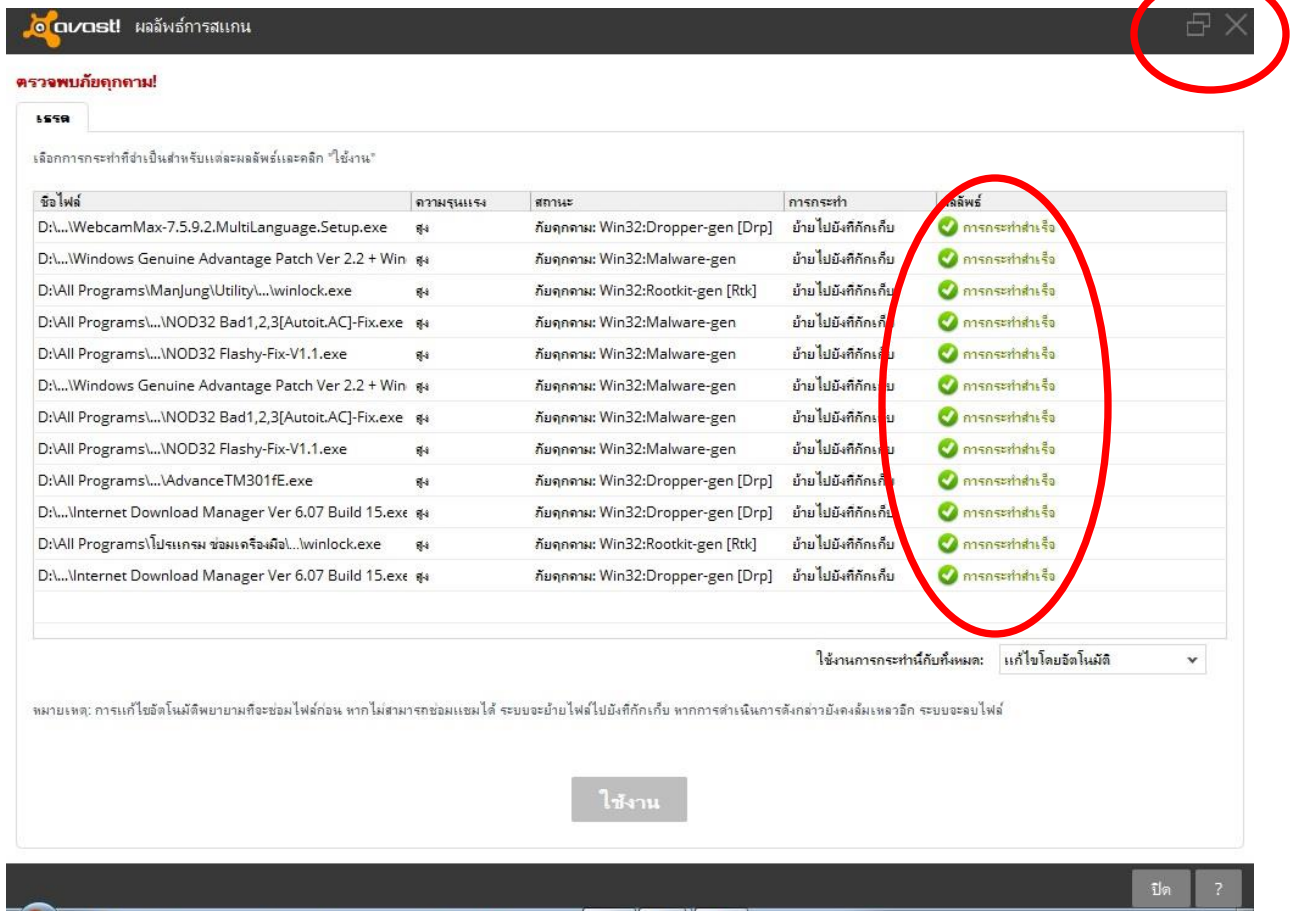 avast! ผลลัพธ์การสแกน
ตรวจพบภัยคุกคาม!
เรรด
เลือกการกระทำที่จำเป็นสำหรับแต่ละผลลัพธ์และคลิก "ใช้งาน"
ชื่อไฟล์ ความรุนแรง สถานะ การกระทำ ผลลัพธ์
D:\...\WebcamMax-7.5.9.2.MultiLanguage.Setup.exe สูง ภัยคุกคาม: Win32:Dropper-gen [Drp] ย้ายไปยังที่กักเก็บ การกระทำสำเร็จ
D:\...\Windows Genuine Advantage Patch Ver 2.2 + Win สูง ภัยคุกคาม: Win32:Malware-gen ย้ายไปยังที่กักเก็บ การกระทำสำเร็จ
D:\All Programs\ManJung\Utility\...\winlock.exe สูง ภัยคุกคาม: Win32:Rootkit-gen [Rtk] ย้ายไปยังที่กักเก็บ การกระทำสำเร็จ
D:\All Programs\...\NOD32 Bad1,2,3[Autoit.AC]-Fix.exe สูง ภัยคุกคาม: Win32:Malware-gen ย้ายไปยังที่กักเก็บ การกระทำสำเร็จ
D:\All Programs\...\NOD32 Flashy-Fix-V1.1.exe สูง ภัยคุกคาม: Win32:Malware-gen ย้ายไปยังที่กักเก็บ การกระทำสำเร็จ
D:\...\Windows Genuine Advantage Patch Ver 2.2 + Win สูง ภัยคุกคาม: Win32:Malware-gen ย้ายไปยังที่กักเก็บ การกระทำสำเร็จ
D:\All Programs\...\NOD32 Bad1,2,3[Autoit.AC]-Fix.exe สูง ภัยคุกคาม: Win32:Malware-gen ย้ายไปยังที่กักเก็บ การกระทำสำเร็จ
D:\All Programs\...\NOD32 Flashy-Fix-V1.1.exe สูง ภัยคุกคาม: Win32:Malware-gen ย้ายไปยังที่กักเก็บ การกระทำสำเร็จ
D:\All Programs\...\AdvanceTM301fE.exe สูง ภัยคุกคาม: Win32:Dropper-gen [Drp] ย้ายไปยังที่กักเก็บ การกระทำสำเร็จ
D:\...\Internet Download Manager Ver 6.07 Build 15.exe สูง ภัยคุกคาม: Win32:Dropper-gen [Drp] ย้ายไปยังที่กักเก็บ การกระทำสำเร็จ
D:\All Programs\โปรแกรม ซ่อมเครื่องมือ\...\winlock.exe สูง ภัยคุกคาม: Win32:Rootkit-gen [Rtk] ย้ายไปยังที่กักเก็บ การกระทำสำเร็จ
D:\...\Internet Download Manager Ver 6.07 Build 15.exe สูง ภัยคุกคาม: Win32:Dropper-gen [Drp] ย้ายไปยังที่กักเก็บ การกระทำสำเร็จ
ใช้งานการกระทำนี้กับทั้งหมด: แก้ไขโดยอัตโนมัติ
หมายเหตุ: การแก้ไขอัตโนมัติพยายามที่จะซ่อมไฟล์ก่อน หากไม่สามารถซ่อมแซมได้ ระบบจะย้ายไฟล์ไปยังที่กักเก็บ หากการดำเนินการดังกล่าวยังคงล้มเหลวอีก ระบบจะลบไฟล์
ใช้งาน
ปิด ?